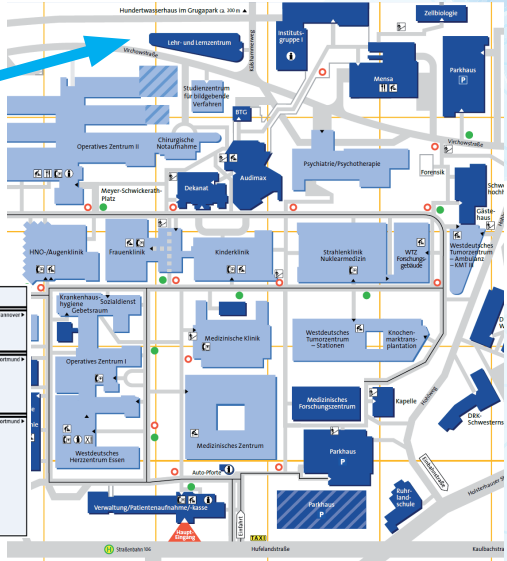 Hundertwasserhaus im Grugapark ca. 300 m ▲
Zellbiologie
Virchowstraße
Lehr- und Lernzentrum
Instituts-
gruppe I
Mensa
Parkhaus
P
Studienzentrum
für bildgebende
Verfahren
BTG
Operatives Zentrum II
Chirurgische
Notaufnahme
Virchowstraße
Psychiatrie/Psychotherapie
Forensik
Audimax
Dekanat
Meyer-Schwickerath-
Platz
Gäste-
haus
HNO-/Augenklinik
Frauenklinik
Kinderklinik
Strahlenklinik
Nuklearmedizin
WTZ
Forschungs-
gebäude
Westdeutsches
Tumorzentrum
– Ambulanz
– KMT III
Krankenhaus-
hygiene
Gebetsraum
Sozialdienst
Medizinische Klinik
Westdeutsches
Tumorzentrum
– Stationen
Knochen-
marktrans-
plantation
Operatives Zentrum I
Medizinisches
Forschungszentrum
Kapelle
Hohlweg
DRK-
Schwesterns
Medizinisches Zentrum
Westdeutsches
Herzzentrum Essen
Parkhaus
P
Auto-Pforte
Ruhr-
land-
schule
Verwaltung/Patientenaufnahme/-kasse
Parkhaus
P
Haupt-
Eingang
Einfahrt
TAXI
H Straßenbahn 106
Hufelandstraße
Kaulbachstra